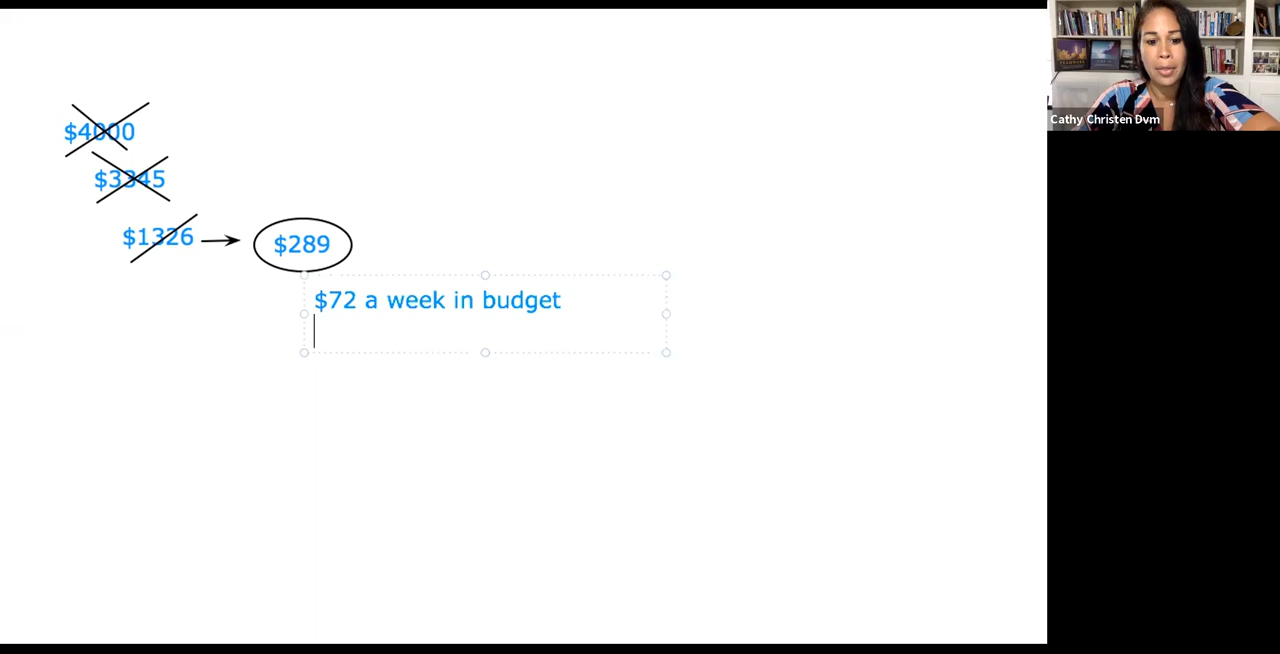 $4000
$3345
$1326
$289
$72 a week in budget
Cathy Christen Dvm